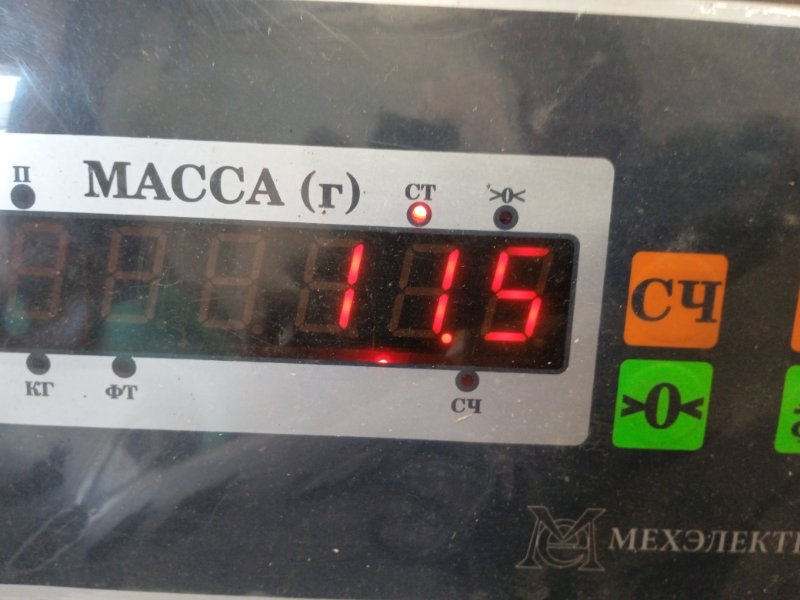 П МАССА (г) СТ >0<
11.5
КГ ФТ СЧ
СЧ
>0<
МЕХЭЛЕКТ